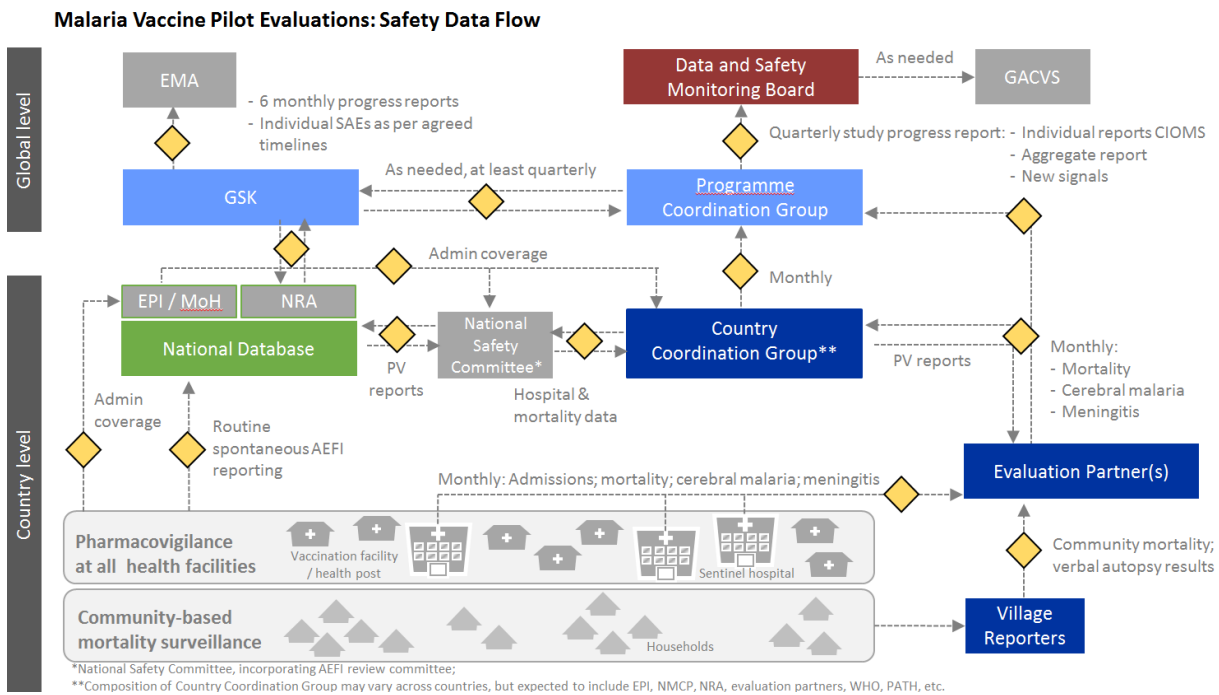 Malaria Vaccine Pilot Evaluations: Safety Data Flow
Global level
EMA
- 6 monthly progress reports
- Individual SAEs as per agreed
timelines
Data and Safety
Monitoring Board
As needed
GACVS
Quarterly study progress report: - Individual reports CIOMS
- Aggregate report
- New signals
GSK
As needed, at least quarterly
Programme
Coordination Group
Admin coverage
Monthly
Country level
EPI / MoH
NRA
National Database
PV
reports
National
Safety
Committee*
Hospital &
mortality data
Country
Coordination Group**
PV reports
Monthly:
- Mortality
- Cerebral malaria
- Meningitis
Admin
coverage
Routine
spontaneous AEFI
reporting
Monthly: Admissions; mortality; cerebral malaria; meningitis
Evaluation Partner(s)
Pharmacovigilance
at all health facilities
Vaccination facility
/ health post
Sentinel hospital
Community mortality;
verbal autopsy results
Community-based
mortality surveillance
Households
Village
Reporters
*National Safety Committee, incorporating AEFI review committee;
**Composition of Country Coordination Group may vary across countries, but expected to include EPI, NMCP, NRA, evaluation partners, WHO, PATH, etc.